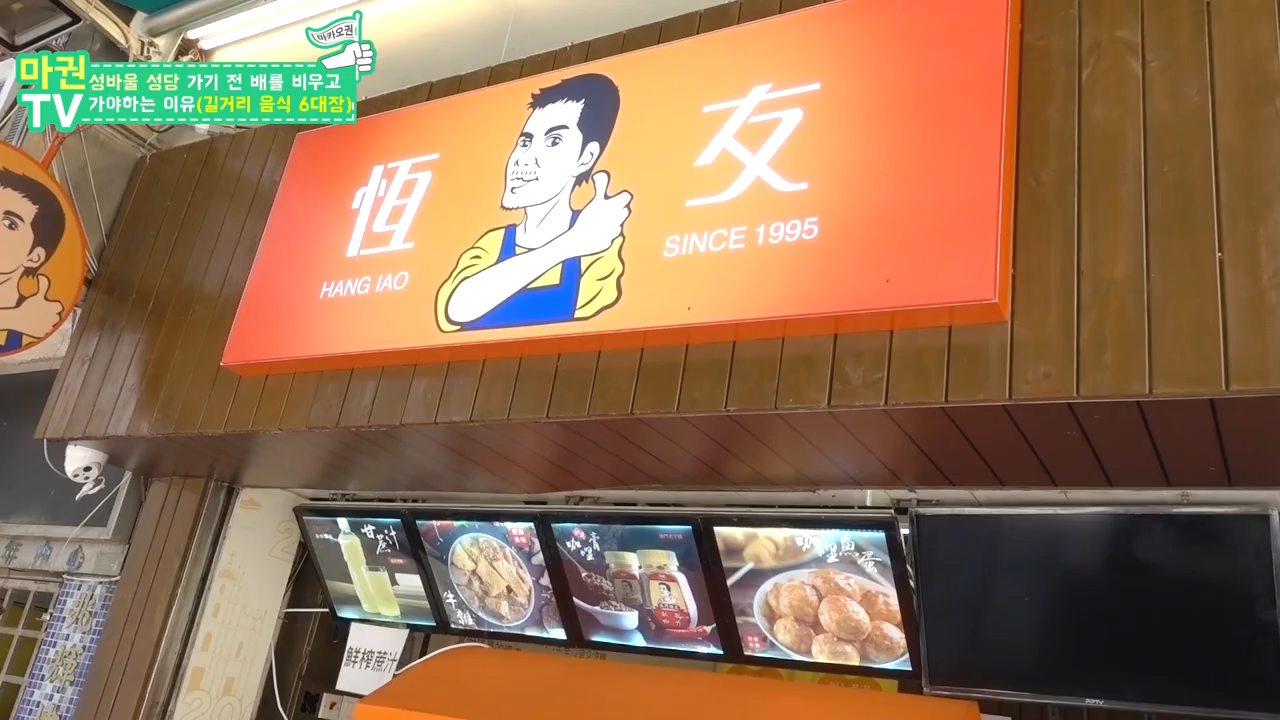 마카오권
마권
TV
성바울 성당 가기 전 배를 비우고
가야하는 이유(길거리 음식 6대장)
恆友
HANG IAO
SINCE 1995
甘蔗汁
牛雜
咖喱膏
咖喱魚蛋
鮮榨蔗汁